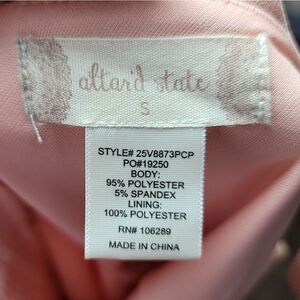 altar'd state
S
STYLE# 25V8873PCP
PO#19250
BODY:
95% POLYESTER
5% SPANDEX
LINING:
100% POLYESTER
RN# 106289
MADE IN CHINA